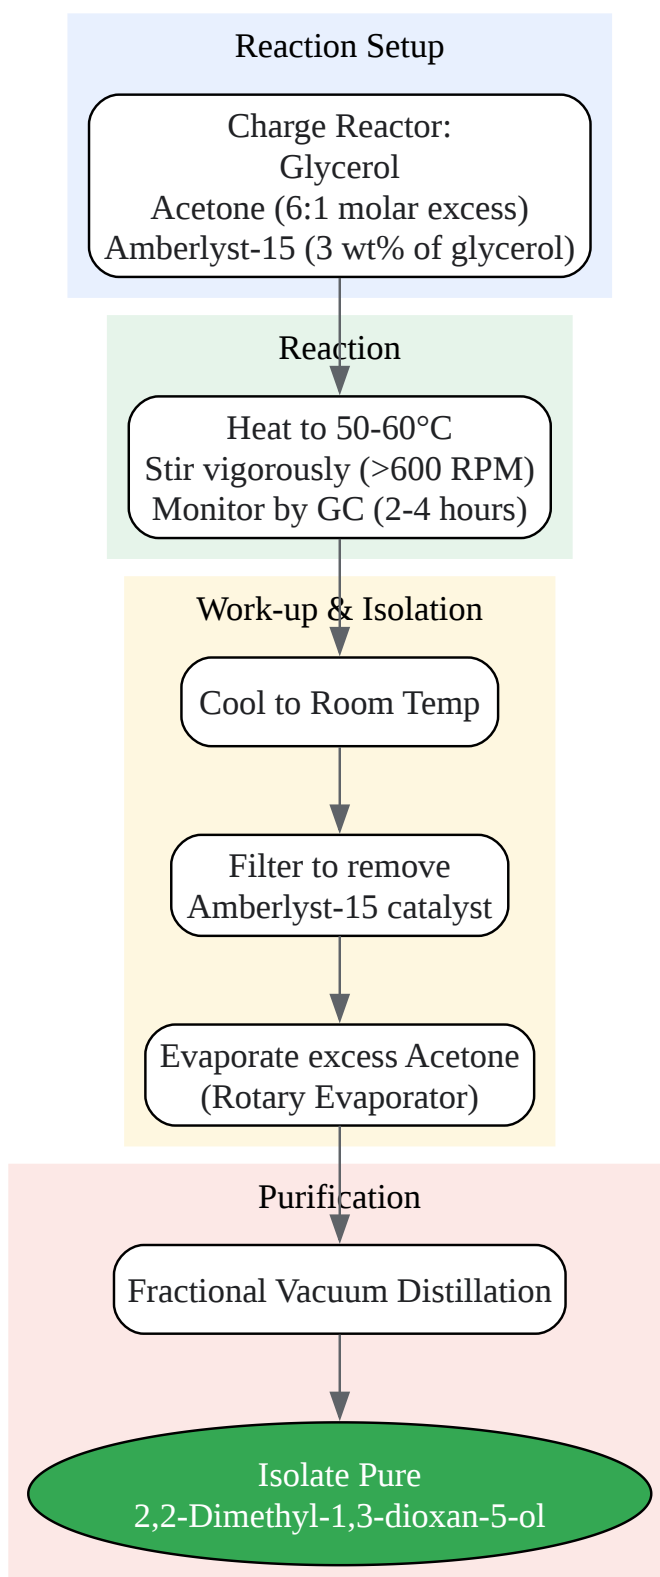 Reaction Setup
Charge Reactor:
Glycerol
Acetone (6:1 molar excess)
Amberlyst-15 (3 wt% of glycerol)
Reaction
Heat to 50-60°C
Stir vigorously (>600 RPM)
Monitor by GC (2-4 hours)
Work-up & Isolation
Cool to Room Temp
Filter to remove
Amberlyst-15 catalyst
Evaporate excess Acetone
(Rotary Evaporator)
Purification
Fractional Vacuum Distillation
Isolate Pure
2,2-Dimethyl-1,3-dioxan-5-ol